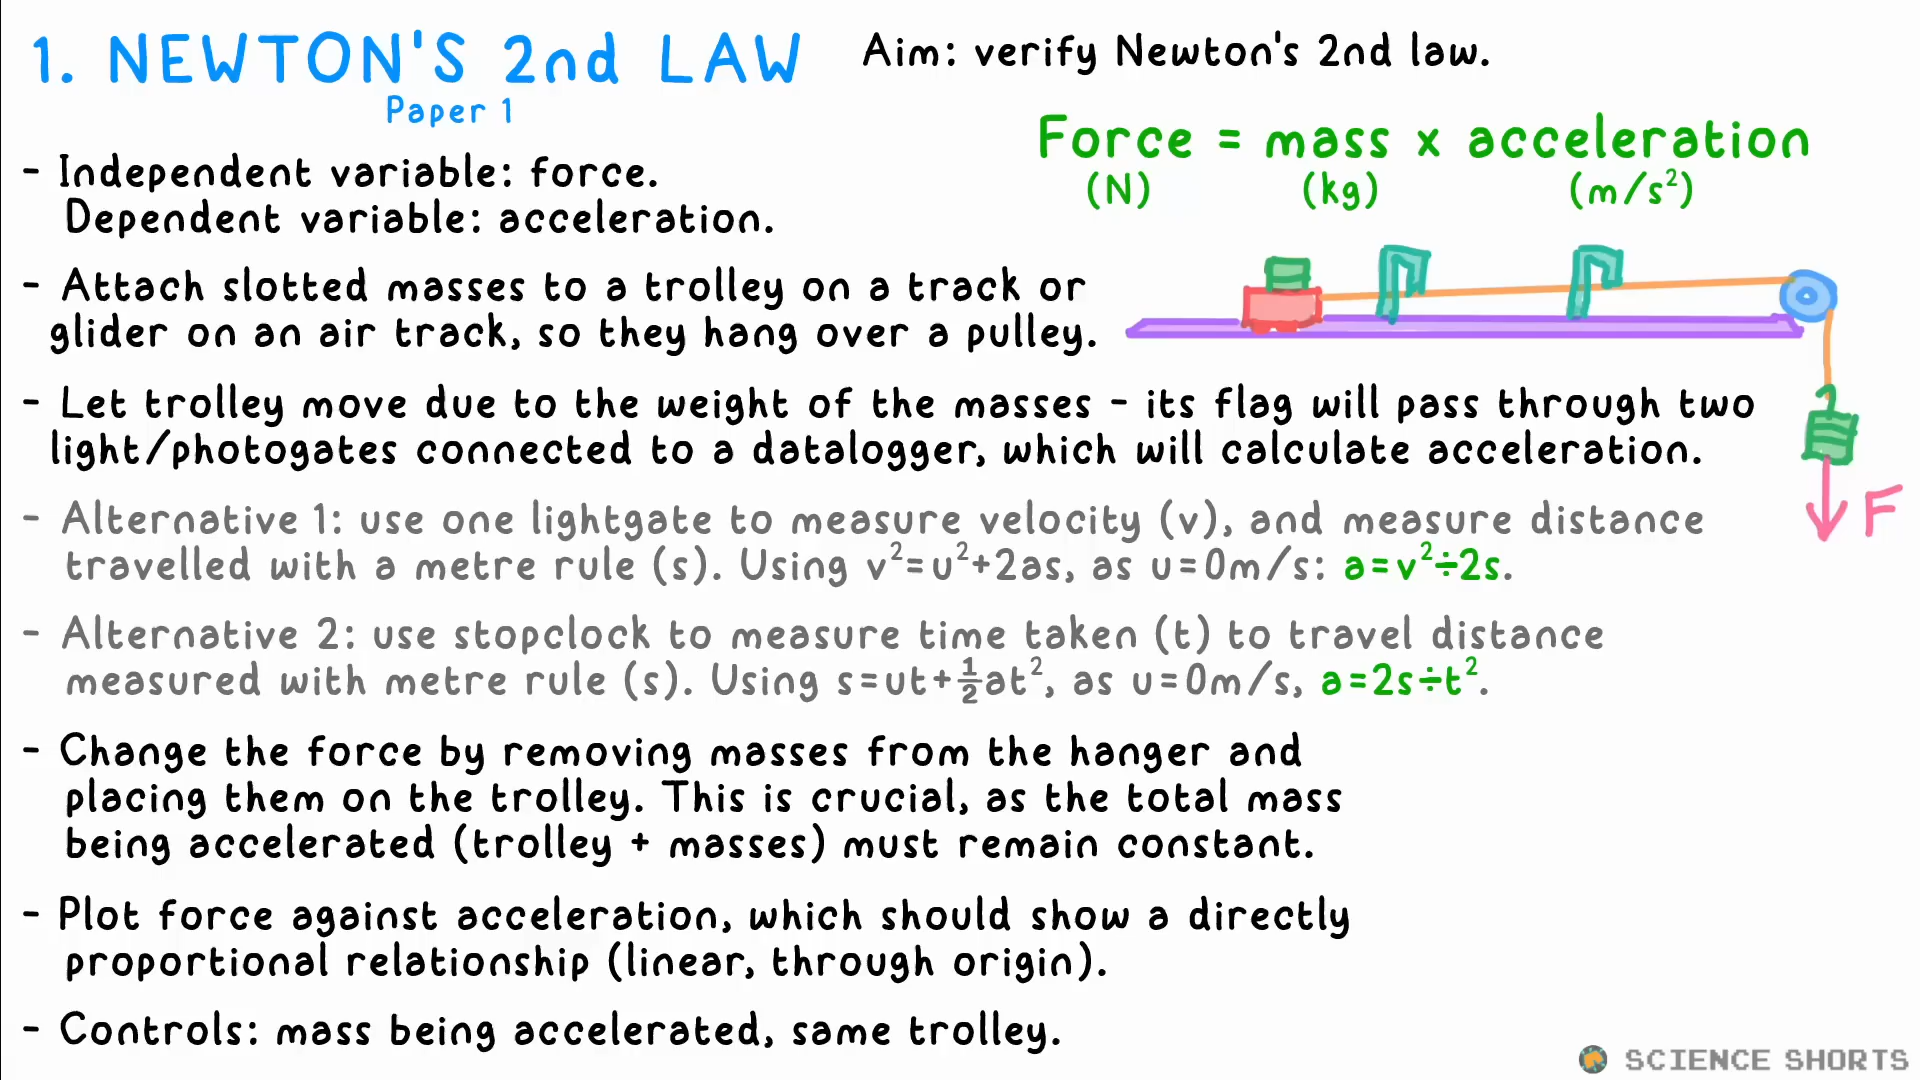 1. NEWTON'S 2nd LAW
Paper 1
Aim: verify Newton's 2nd law.
Force = mass x acceleration
(N) (kg) (m/s²)
- Independent variable: force.
Dependent variable: acceleration.
- Attach slotted masses to a trolley on a track or
glider on an air track, so they hang over a pulley.
- Let trolley move due to the weight of the masses - its flag will pass through two
light/photogates connected to a datalogger, which will calculate acceleration.
F
- Alternative 1: use one lightgate to measure velocity (v), and measure distance
travelled with a metre rule (s). Using v²=u²+2as, as u=0m/s: a=v²÷2s.
- Alternative 2: use stopclock to measure time taken (t) to travel distance
measured with metre rule (s). Using s=ut+½at², as u=0m/s, a=2s÷t².
- Change the force by removing masses from the hanger and
placing them on the trolley. This is crucial, as the total mass
being accelerated (trolley + masses) must remain constant.
- Plot force against acceleration, which should show a directly
proportional relationship (linear, through origin).
- Controls: mass being accelerated, same trolley.
SCIENCE SHORTS